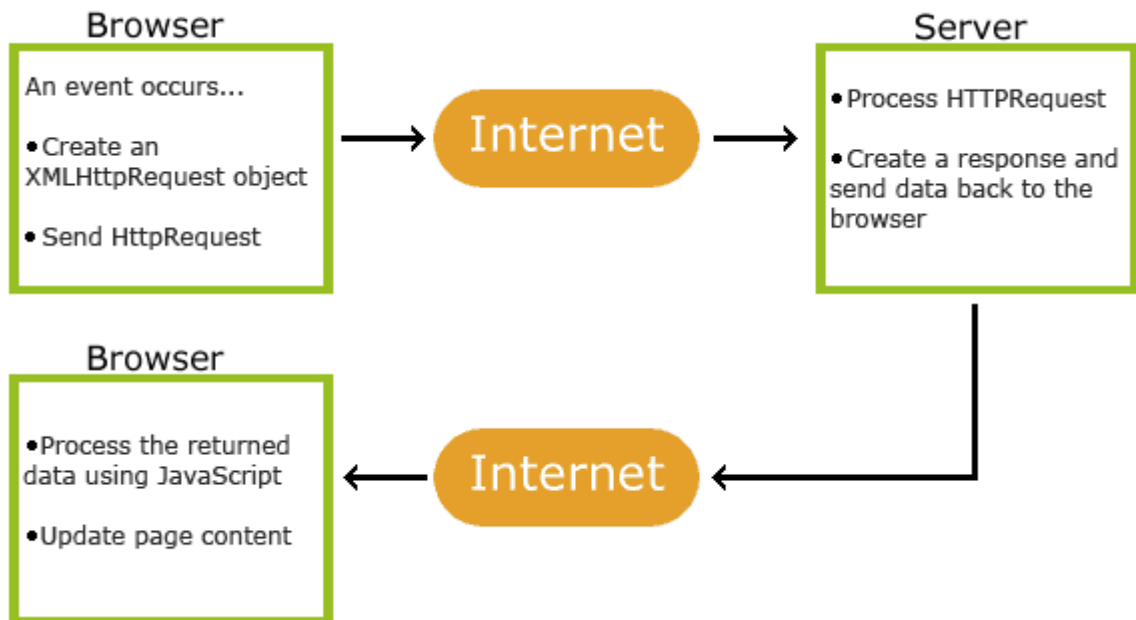 Browser
An event occurs...
●Create an
XMLHttpRequest object
● Send HttpRequest
Internet
Server
●Process HTTPRequest
●Create a response and
send data back to the
browser
Browser
●Process the returned
data using JavaScript
●Update page content
Internet